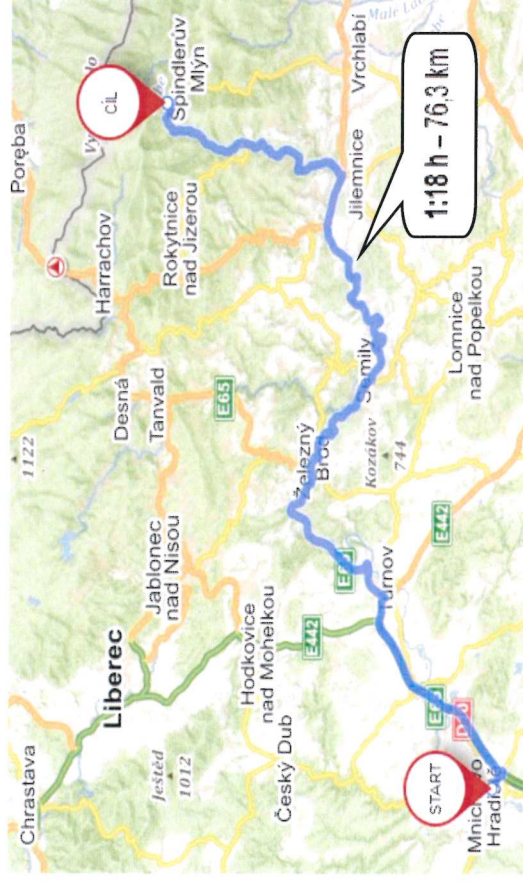 Poręba
CÍL
Špindlerův
Mlýn
Harrachov
Rokytnice
nad Jizerou
Vrchlabí
Jilemnice
1:18 h – 76,3 km
1122
Desná
Tanvald
E65
Železný
Brod
Semily
Kozákov
744
Lomnice
nad Popelkou
Chrastava
Liberec
Jablonec
nad Nisou
Ještěd
1012
Hodkovice
nad Mohelkou
E442
Český Dub
Turnov
E442
START
Mnichovo
Hradiště